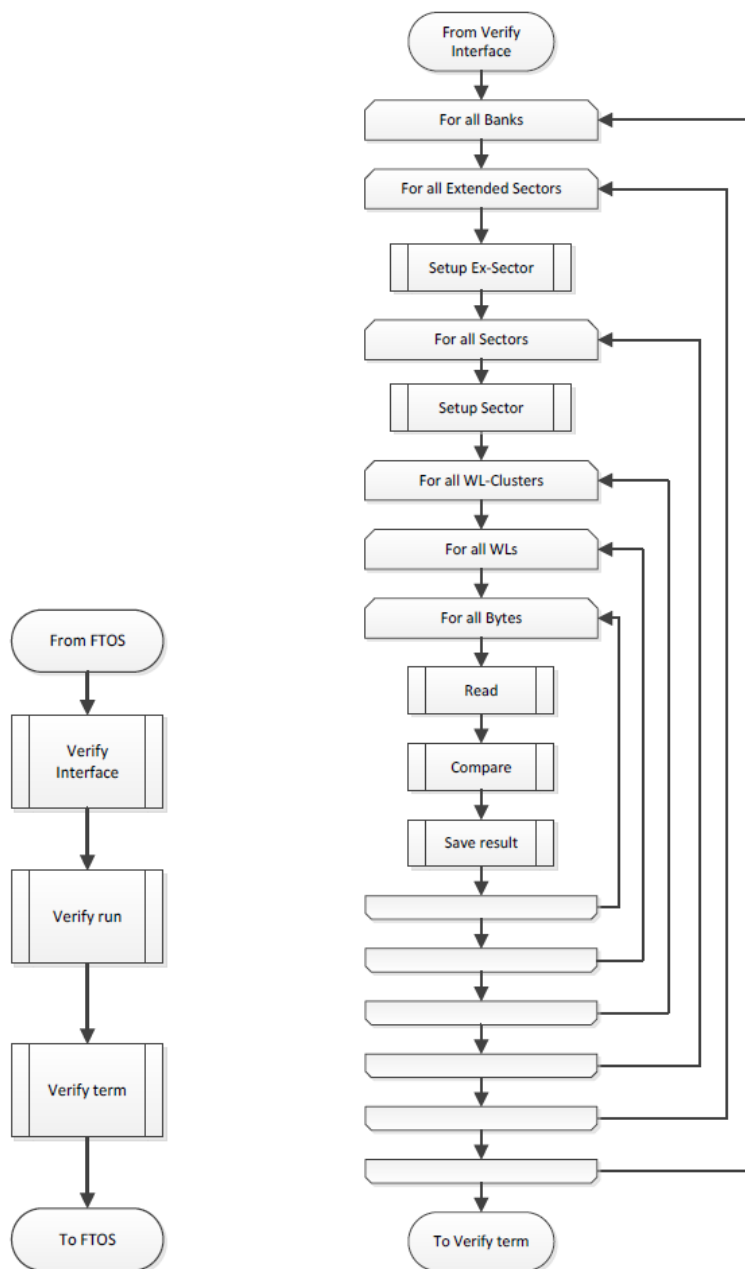 From FTOS
Verify
Interface
Verify run
Verify term
To FTOS
From Verify
Interface
For all Banks
For all Extended Sectors
Setup Ex-Sector
For all Sectors
Setup Sector
For all WL-Clusters
For all WLs
For all Bytes
Read
Compare
Save result
To Verify term